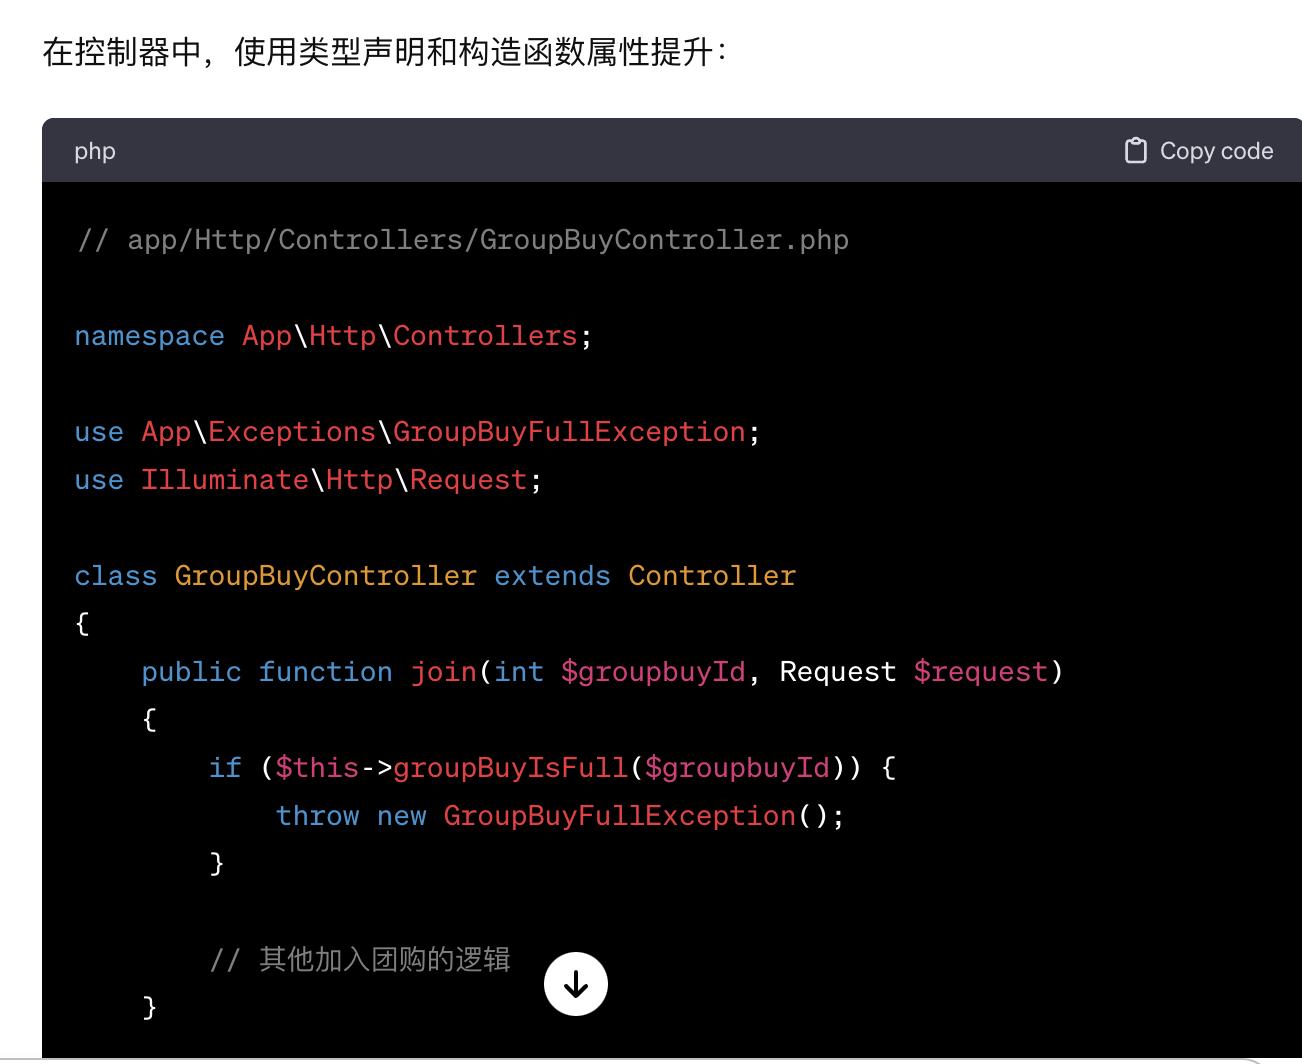 在控制器中，使用类型声明和构造函数属性提升：
php
Copy code
// app/Http/Controllers/GroupBuyController.php
namespace App\Http\Controllers;
use App\Exceptions\GroupBuyFullException;
use Illuminate\Http\Request;
class GroupBuyController extends Controller
{
    public function join(int $groupbuyId, Request $request)
    {
        if ($this->groupBuyIsFull($groupbuyId)) {
            throw new GroupBuyFullException();
        }
        // 其他加入团购的逻辑
    }